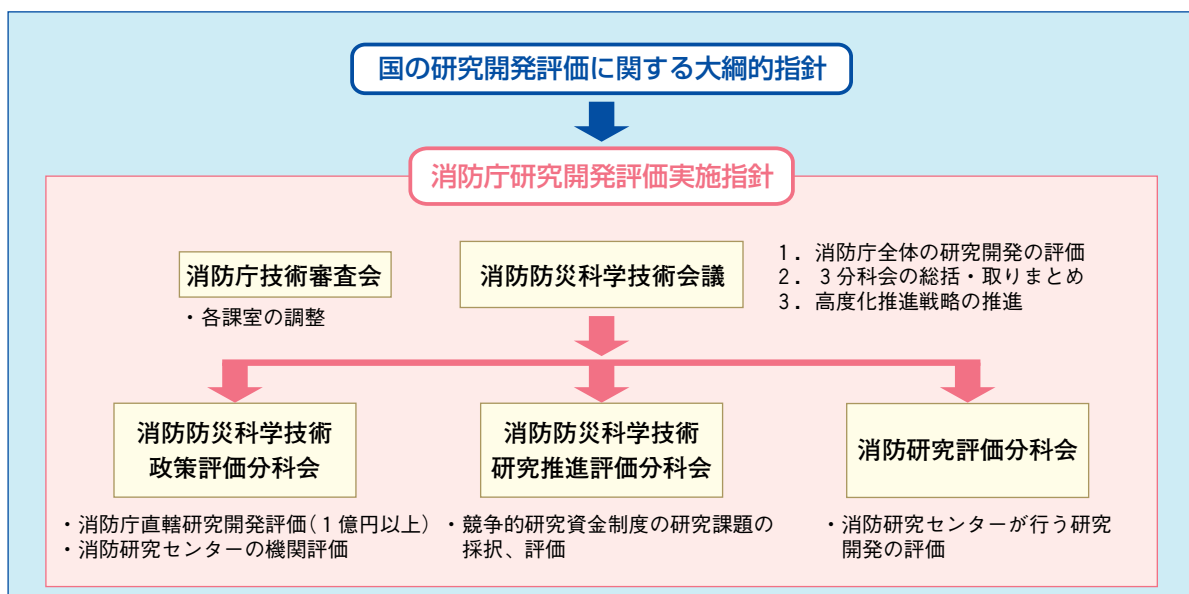 国の研究開発評価に関する大綱的指針
消防庁研究開発評価実施指針
消防庁技術審査会
・各課室の調整
消防防災科学技術会議
1．消防庁全体の研究開発の評価
2．3分科会の総括・取りまとめ
3．高度化推進戦略の推進
消防防災科学技術
政策評価分科会
・消防庁直轄研究開発評価（1億円以上）
・消防研究センターの機関評価
消防防災科学技術
研究推進評価分科会
・競争的研究資金制度の研究課題の
採択、評価
消防研究評価分科会
・消防研究センターが行う研究
開発の評価